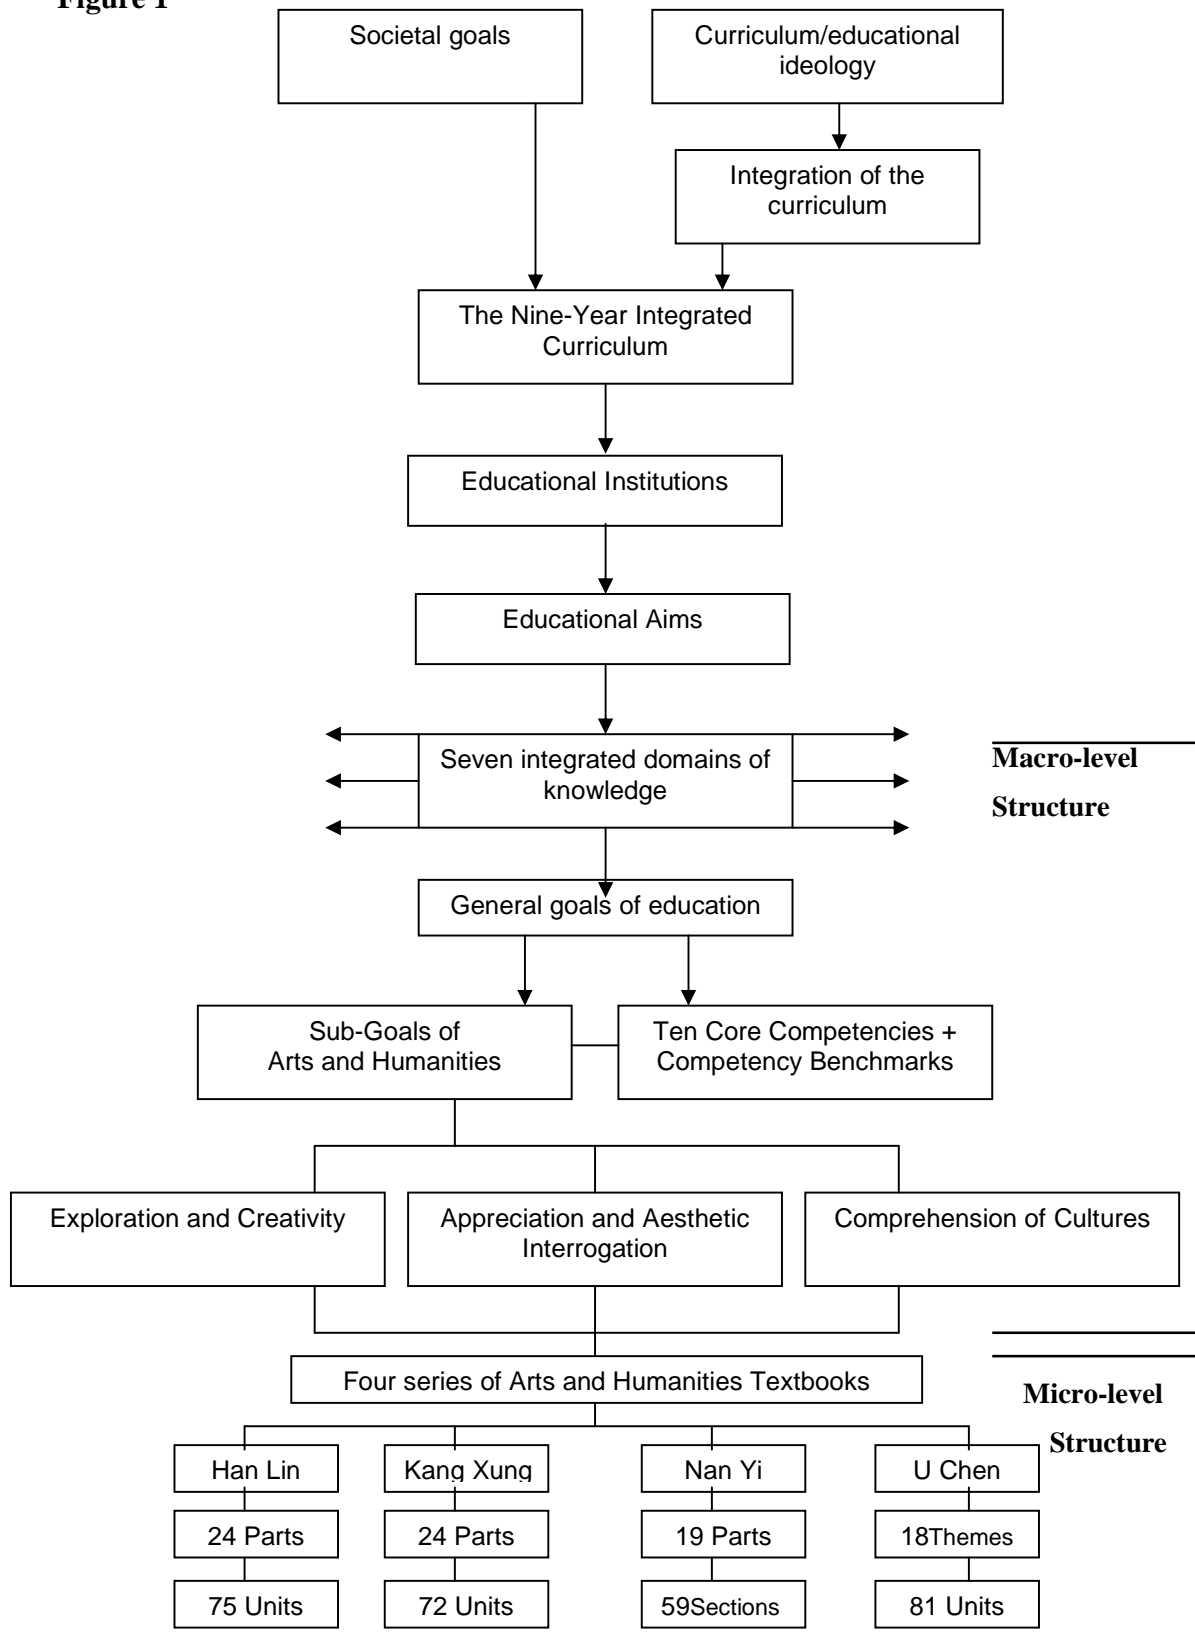 Figure 1
Societal goals
Curriculum/educational
ideology
Integration of the
curriculum
The Nine-Year Integrated
Curriculum
Educational Institutions
Educational Aims
Seven integrated domains of
knowledge
Macro-level
Structure
General goals of education
Sub-Goals of
Arts and Humanities
Ten Core Competencies +
Competency Benchmarks
Exploration and Creativity
Appreciation and Aesthetic
Interrogation
Comprehension of Cultures
Four series of Arts and Humanities Textbooks
Micro-level
Structure
Han Lin
Kang Xung
Nan Yi
U Chen
24 Parts
24 Parts
19 Parts
18Themes
75 Units
72 Units
59Sections
81 Units